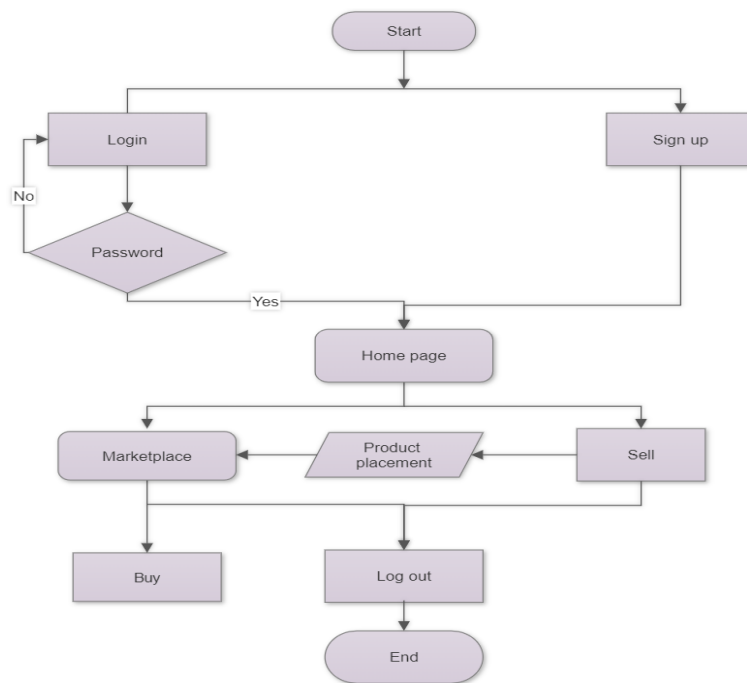 Start
Login
Sign up
No
Password
Yes
Home page
Marketplace
Product
placement
Sell
Buy
Log out
End